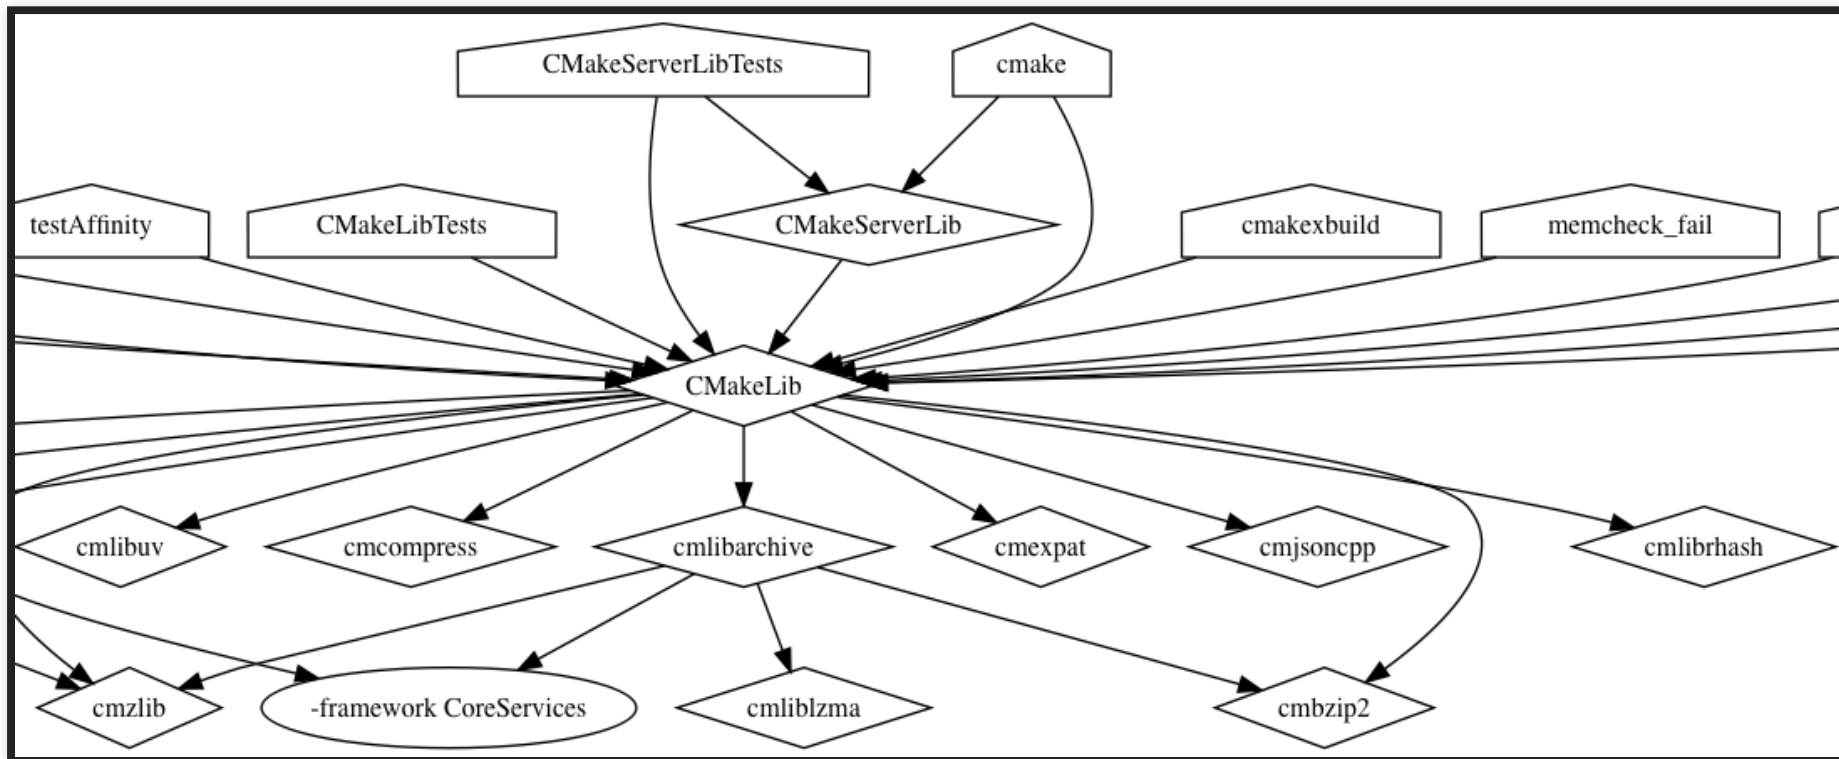 CMakeServerLibTests
cmake
testAffinity
CMakeLibTests
CMakeServerLib
cmakexbuild
memcheck_fail
CMakeLib
cmlibuv
cmcompress
cmlibarchive
cmexpat
cmjsoncpp
cmlibrhash
cmzlib
-framework CoreServices
cmliblzma
cmbzip2